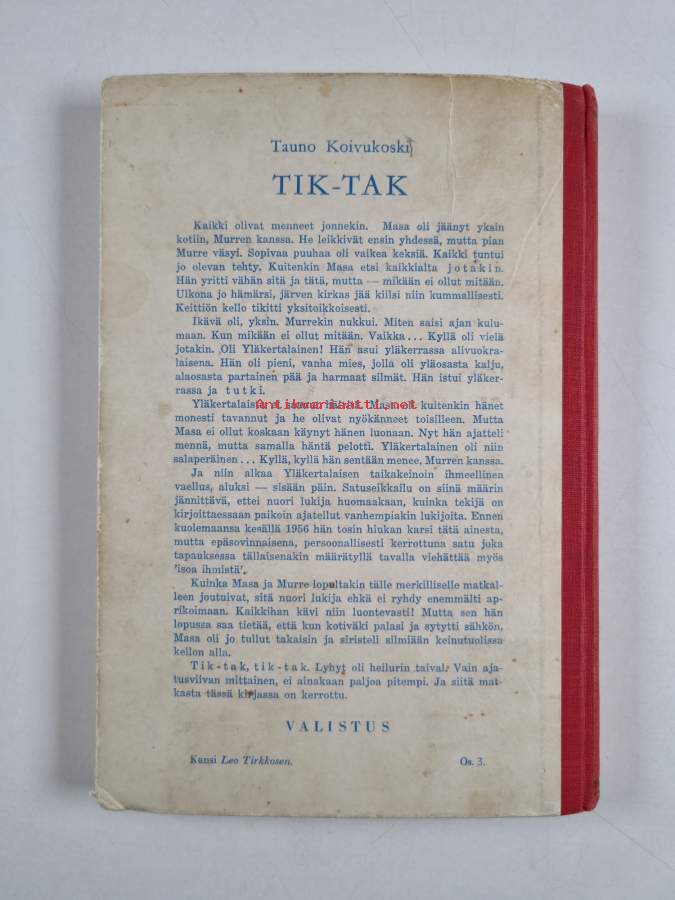 Tauno Koivukoski
TIK-TAK
Kaikki olivat menneet jonnekin. Masa oli jäänyt yksin
kotiin, Murren kanssa. He leikkivät ensin yhdessä, mutta pian
Murre väsyi. Sopivaa puuhaa oli vaikea keksiä. Kaikki tuntui
jo olevan tehty. Kuitenkin Masa etsi kaikkialta jotakin.
Hän yritti vähän sitä ja tätä, mutta — mikään ei ollut mitään.
Ulkona jo hämärsi, järven kirkas jää kiilsi niin kummallisesti.
Keittiön kello tikitti yksitoikkoisesti.
Ikävä oli, yksin. Murrekin nukkui. Miten saisi ajan kulu-
maan. Kun mikään ei ollut mitään. Vaikka... Kyllä oli vielä
jotakin. Oli Yläkertalainen! Hän asui yläkerrassa alivuokra-
laisena. Hän oli pieni, vanha mies, jolla oli yläosasta kalju,
alaosasta partainen pää ja harmaat silmät. Hän istui yläker-
rassa ja tutki.
Yläkertalaista ei saanut häiritä. Masa oli kuitenkin hänet
Antikvariaatti.net
monesti tavannut ja he olivat nyökänneet toisilleen. Mutta
Masa ei ollut koskaan käynyt hänen luonaan. Nyt hän ajatteli
mennä, mutta samalla häntä pelotti. Yläkertalainen oli niin
salaperäinen... Kyllä, kyllä hän sentään menee, Murren kanssa.
Ja niin alkaa Yläkertalaisen taikakeinoin ihmeellinen
vaellus, aluksi — sisään päin. Satuseikkailu on siinä määrin
jännittävä, ettei nuori lukija huomaakaan, kuinka tekijä on
kirjoittaessaan paikoin ajatellut vanhempiakin lukijoita. Ennen
kuolemaansa kesällä 1956 hän tosin hiukan karsi tätä ainesta,
mutta epäsovinnaisena, persoonallisesti kerrottuna satu joka
tapauksessa tällaisenakin määrätyllä tavalla viehättää myös
'isoa ihmistä'.
Kuinka Masa ja Murre lopultakin tälle merkilliselle matkal-
leen joutuivat, sitä nuori lukija ehkä ei ryhdy enemmälti ap-
rikoimaan. Kaikkihan kävi niin luontevasti! Mutta sen hän
lopussa saa tietää, että kun kotiväki palasi ja sytytti sähkön,
Masa oli jo tullut takaisin ja siristeli silmiään keinutuolissa
kellon alla.
Tik-tak, tik-tak. Lyhyt oli heilurin taival. Vain aja-
tusviivan mittainen, ei ainakaan paljoa pitempi. Ja siitä mat-
kasta tässä kirjassa on kerrottu.
VALISTUS
Kansi Leo Tirkkosen.
Os. 3.